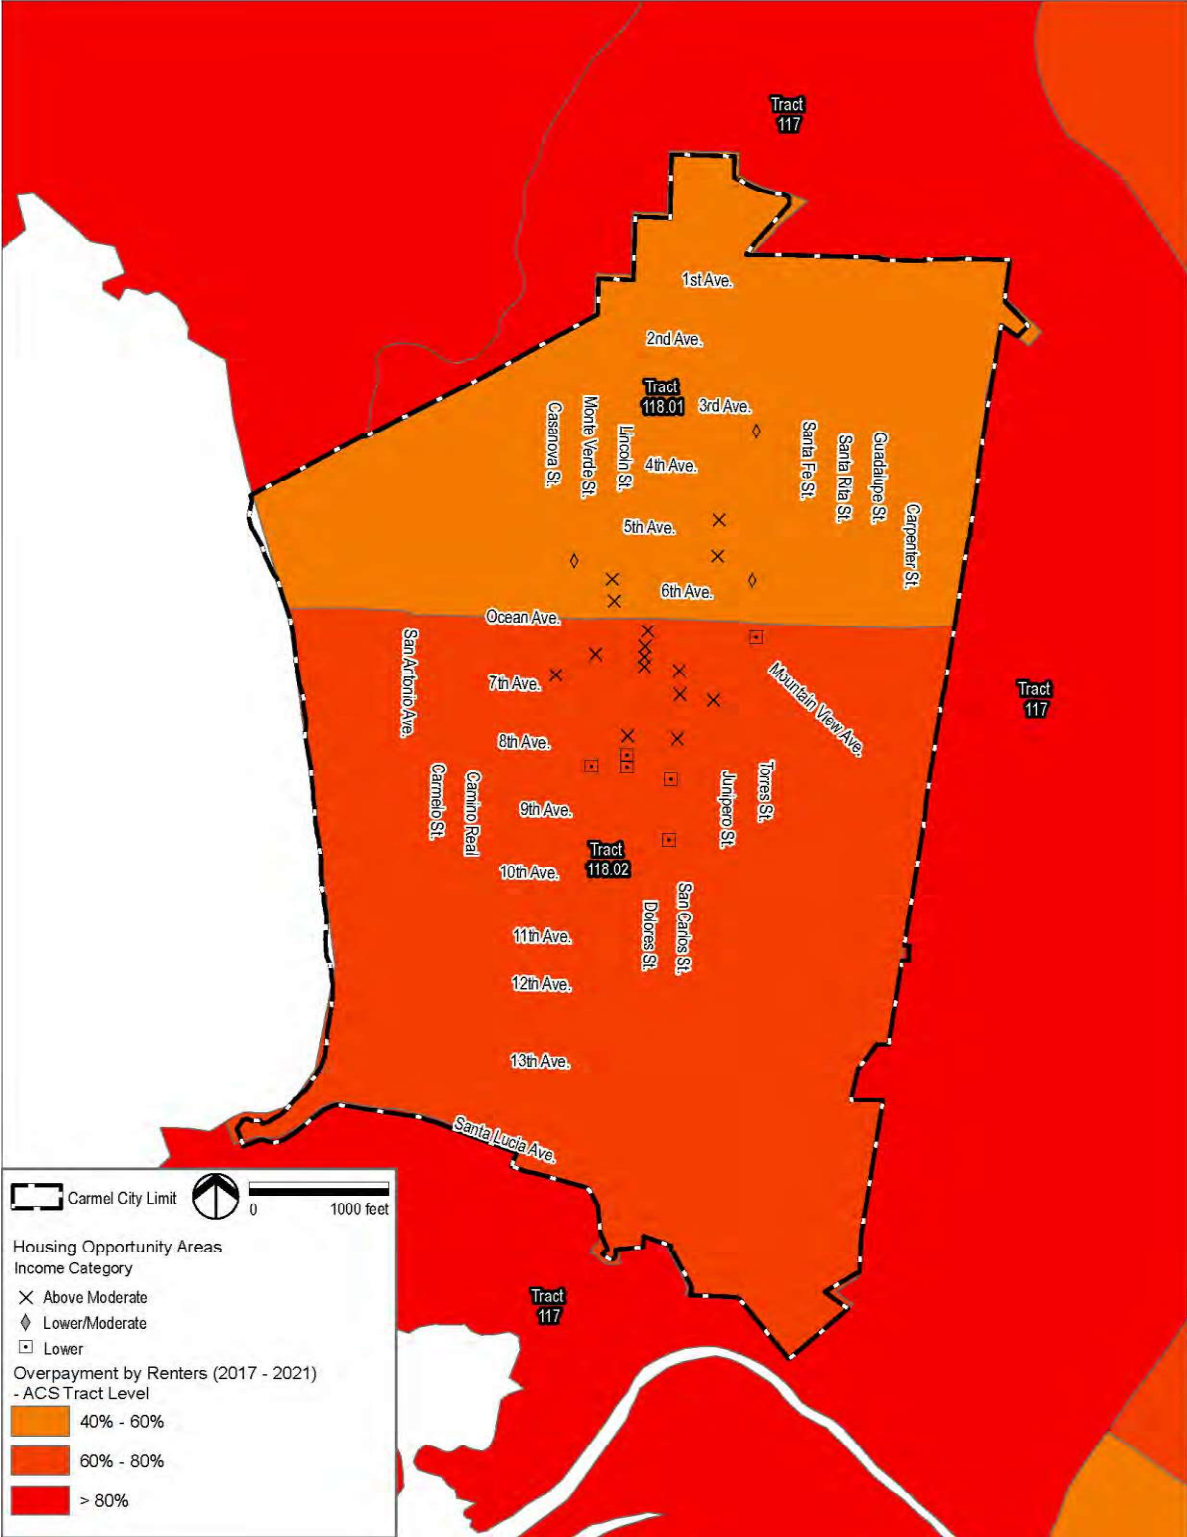 Tract
117
1st Ave.
2nd Ave.
Tract
118.01
3rd Ave.
Casanova St.
Monte Verde St.
Lincoln St.
4th Ave.
Santa Fe St.
Santa Rita St.
Guadalupe St.
Carpenter St.
5th Ave.
6th Ave.
Ocean Ave.
San Antonio Ave.
7th Ave.
Mountain View Ave.
Tract
117
8th Ave.
Carmelo St.
Camino Real
9th Ave.
Junipero St.
Torres St.
Tract
118.02
10th Ave.
Dolores St.
San Carlos St.
11th Ave.
12th Ave.
13th Ave.
Santa Lucia Ave.
Tract
117
Carmel City Limit
0 1000 feet
Housing Opportunity Areas
Income Category
Above Moderate
Lower/Moderate
Lower
Overpayment by Renters (2017 - 2021)
- ACS Tract Level
40% - 60%
60% - 80%
> 80%